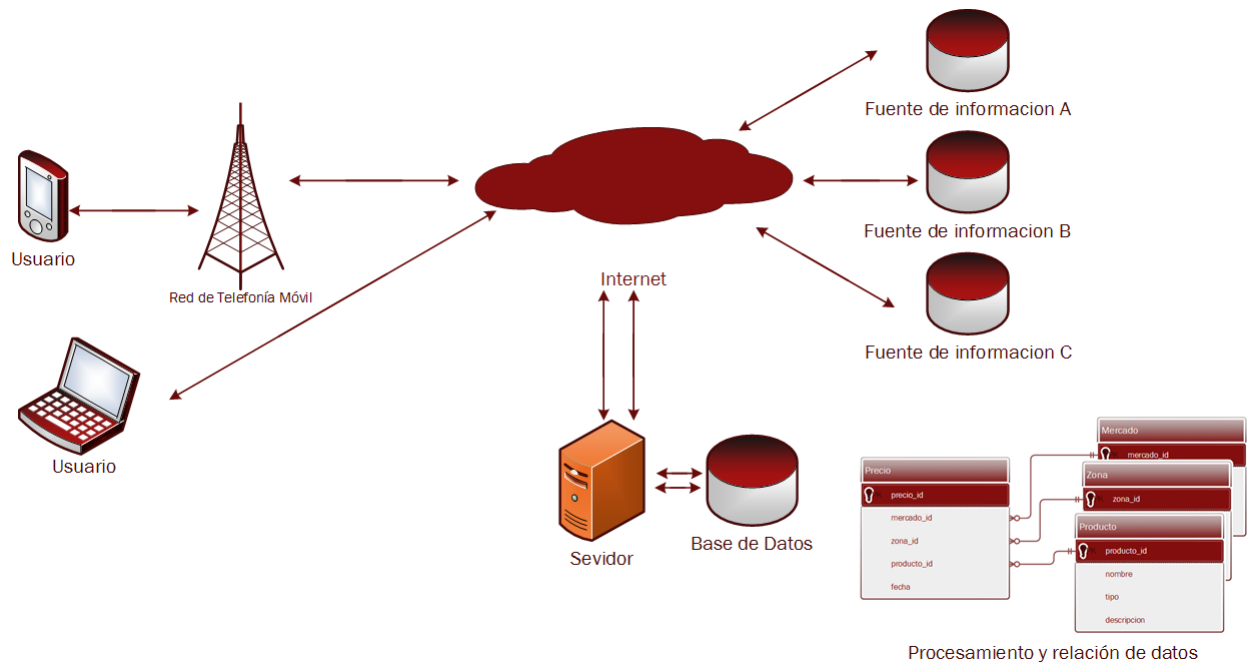 Fuente de informacion A
Fuente de informacion B
Usuario
Red de Telefonía Móvil
Internet
Fuente de informacion C
Usuario
Sevidor
Base de Datos
Precio
precio_id
mercado_id
zona_id
producto_id
fecha
Mercado
mercado_id
Zona
zona_id
Producto
producto_id
nombre
tipo
descripcion
Procesamiento y relación de datos